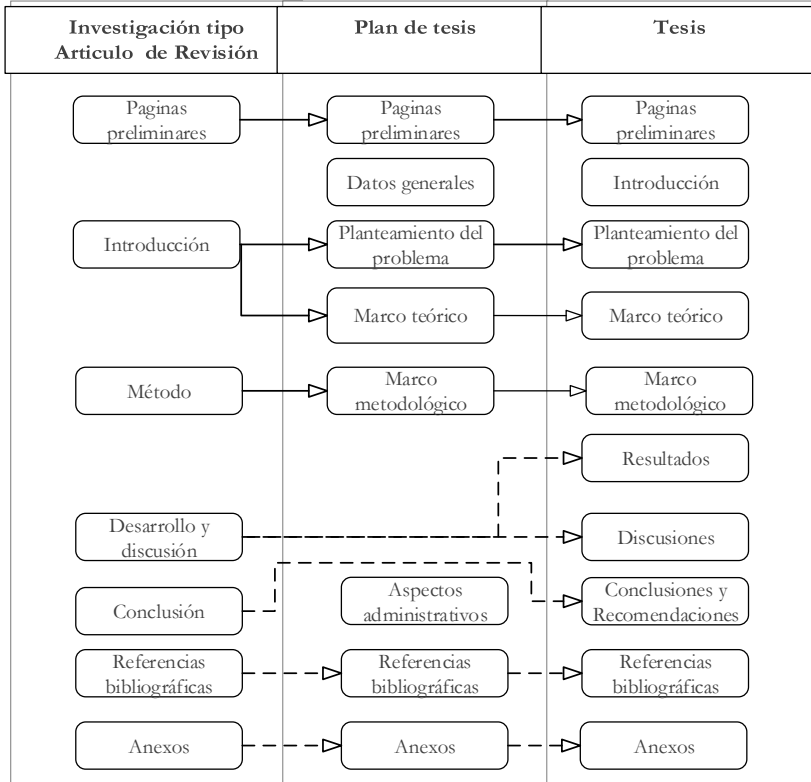 Investigación tipo
Articulo de Revisión
Plan de tesis
Tesis
Paginas
preliminares
Paginas
preliminares
Paginas
preliminares
Datos generales
Introducción
Introducción
Planteamiento del
problema
Planteamiento del
problema
Marco teórico
Marco teórico
Método
Marco
metodológico
Marco
metodológico
Resultados
Desarrollo y
discusión
Discusiones
Conclusión
Aspectos
administrativos
Conclusiones y
Recomendaciones
Referencias
bibliográficas
Referencias
bibliográficas
Referencias
bibliográficas
Anexos
Anexos
Anexos